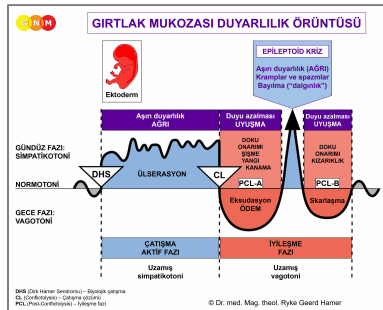 GNM
GIRTLAK MUKOZASI DUYARLILIK ÖRÜNTÜSÜ
EPİLEPTOİD KRİZ
Aşırı duyarlılık (AĞRI)
Kramplar ve spazmlar
Bayılma ("dalgınlık")
Ektoderm
Aşırı duyarlılık
AĞRI
Duyu azalması
UYUŞMA
Duyu azalması
UYUŞMA
GÜNDÜZ FAZI:
SİMPATİKOTONİ
DOKU
ONARIMI
ŞİŞME
YANGI
KANAMA
DOKU
ONARIMI
KIZARIKLIK
NORMOTONİ
DHS
ÜLSERASYON
CL
PCL-A
PCL-B
GECE FAZI:
VAGOTONİ
Eksudasyon
ÖDEM
Skarlaşma
ÇATIŞMA
AKTİF FAZI
İYİLEŞME
FAZI
Uzamış
simpatikotoni
Uzamış
vagotoni
DHS (Dirk Hamer Sendromu) – Biyolojik çatışma
CL (Conflictolysis) – Çatışma çözümü
PCL (Post-Conflictolysis) – İyileşme fazı
© Dr. med. Mag. theol. Ryke Geerd Hamer